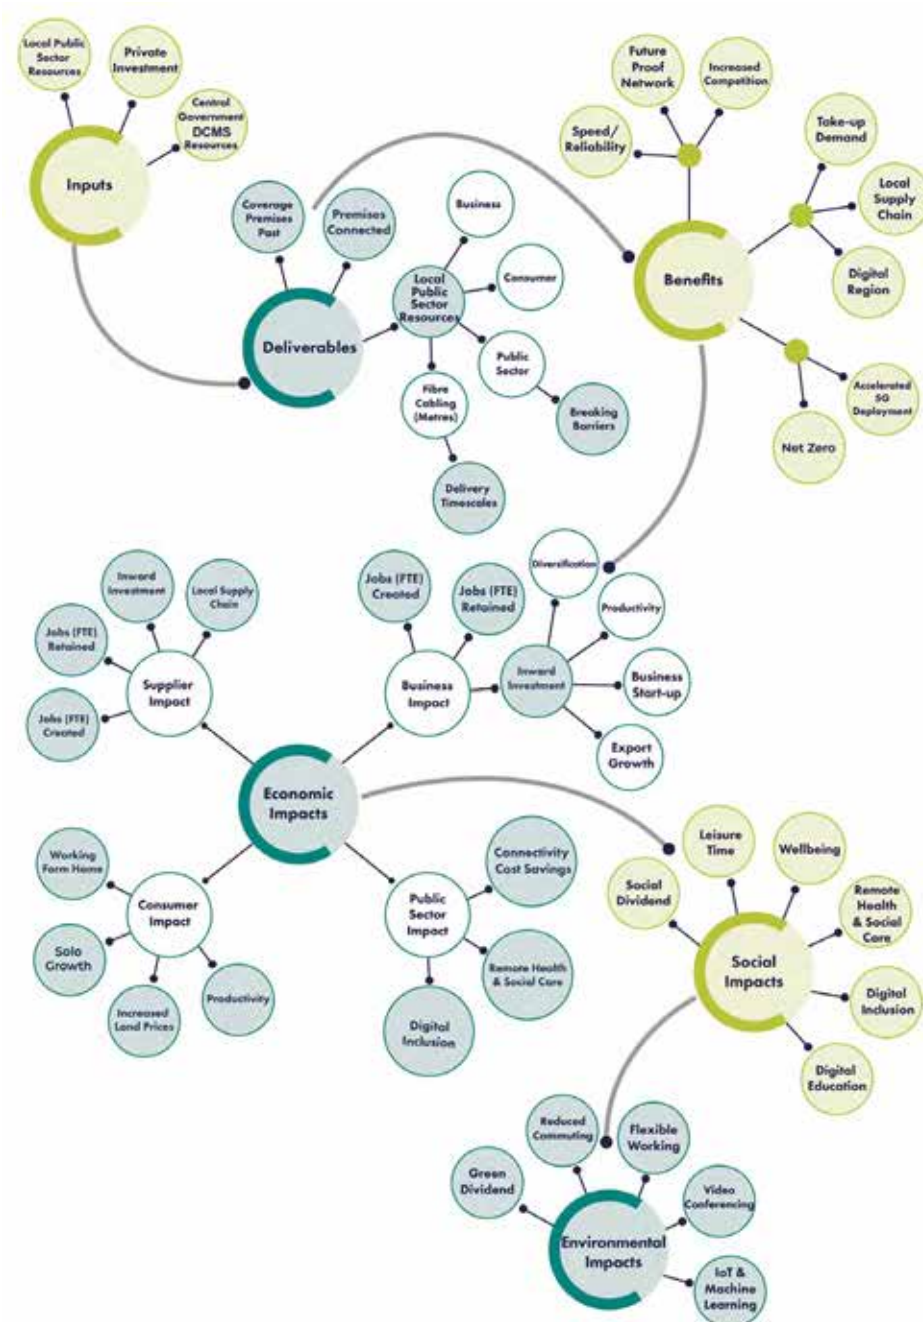 Local Public
Sector
Resources
Private
Investment
Central
Government
DCMS
Resources
Inputs
Future
Proof
Network
Increased
Competition
Speed/
Reliability
Take-up
Demand
Local
Supply
Chain
Digital
Region
Benefits
Accelerated
5G
Deployment
Net Zero
Coverage
Premises
Past
Premises
Connected
Business
Consumer
Local
Public
Sector
Resources
Deliverables
Public
Sector
Fibre
Cabling
(Metres)
Breaking
Barriers
Delivery
Timescales
Inward
Investment
Local Supply
Chain
Jobs (FTE)
Retained
Jobs (FTE)
Created
Supplier
Impact
Jobs (FTE)
Created
Jobs (FTE)
Retained
Diversification
Productivity
Business
Impact
Inward
Investment
Business
Start-up
Export
Growth
Economic
Impacts
Working
Farm Home
Consumer
Impact
Solo
Growth
Increased
Land Prices
Productivity
Connectivity
Cost Savings
Public
Sector
Impact
Remote Health
& Social Care
Digital
Inclusion
Leisure
Time
Wellbeing
Social
Dividend
Remote
Health
& Social
Care
Social
Impacts
Digital
Inclusion
Digital
Education
Reduced
Commuting
Flexible
Working
Green
Dividend
Video
Conferencing
Environmental
Impacts
IoT &
Machine
Learning